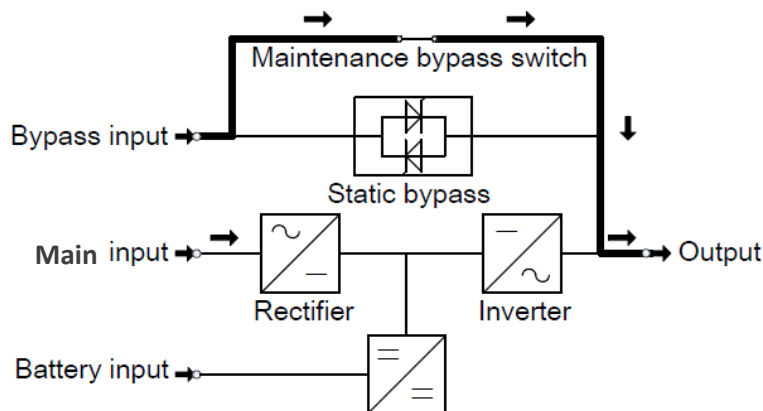 Maintenance bypass switch
Bypass input
Static bypass
Main input
Output
Rectifier
Inverter
Battery input